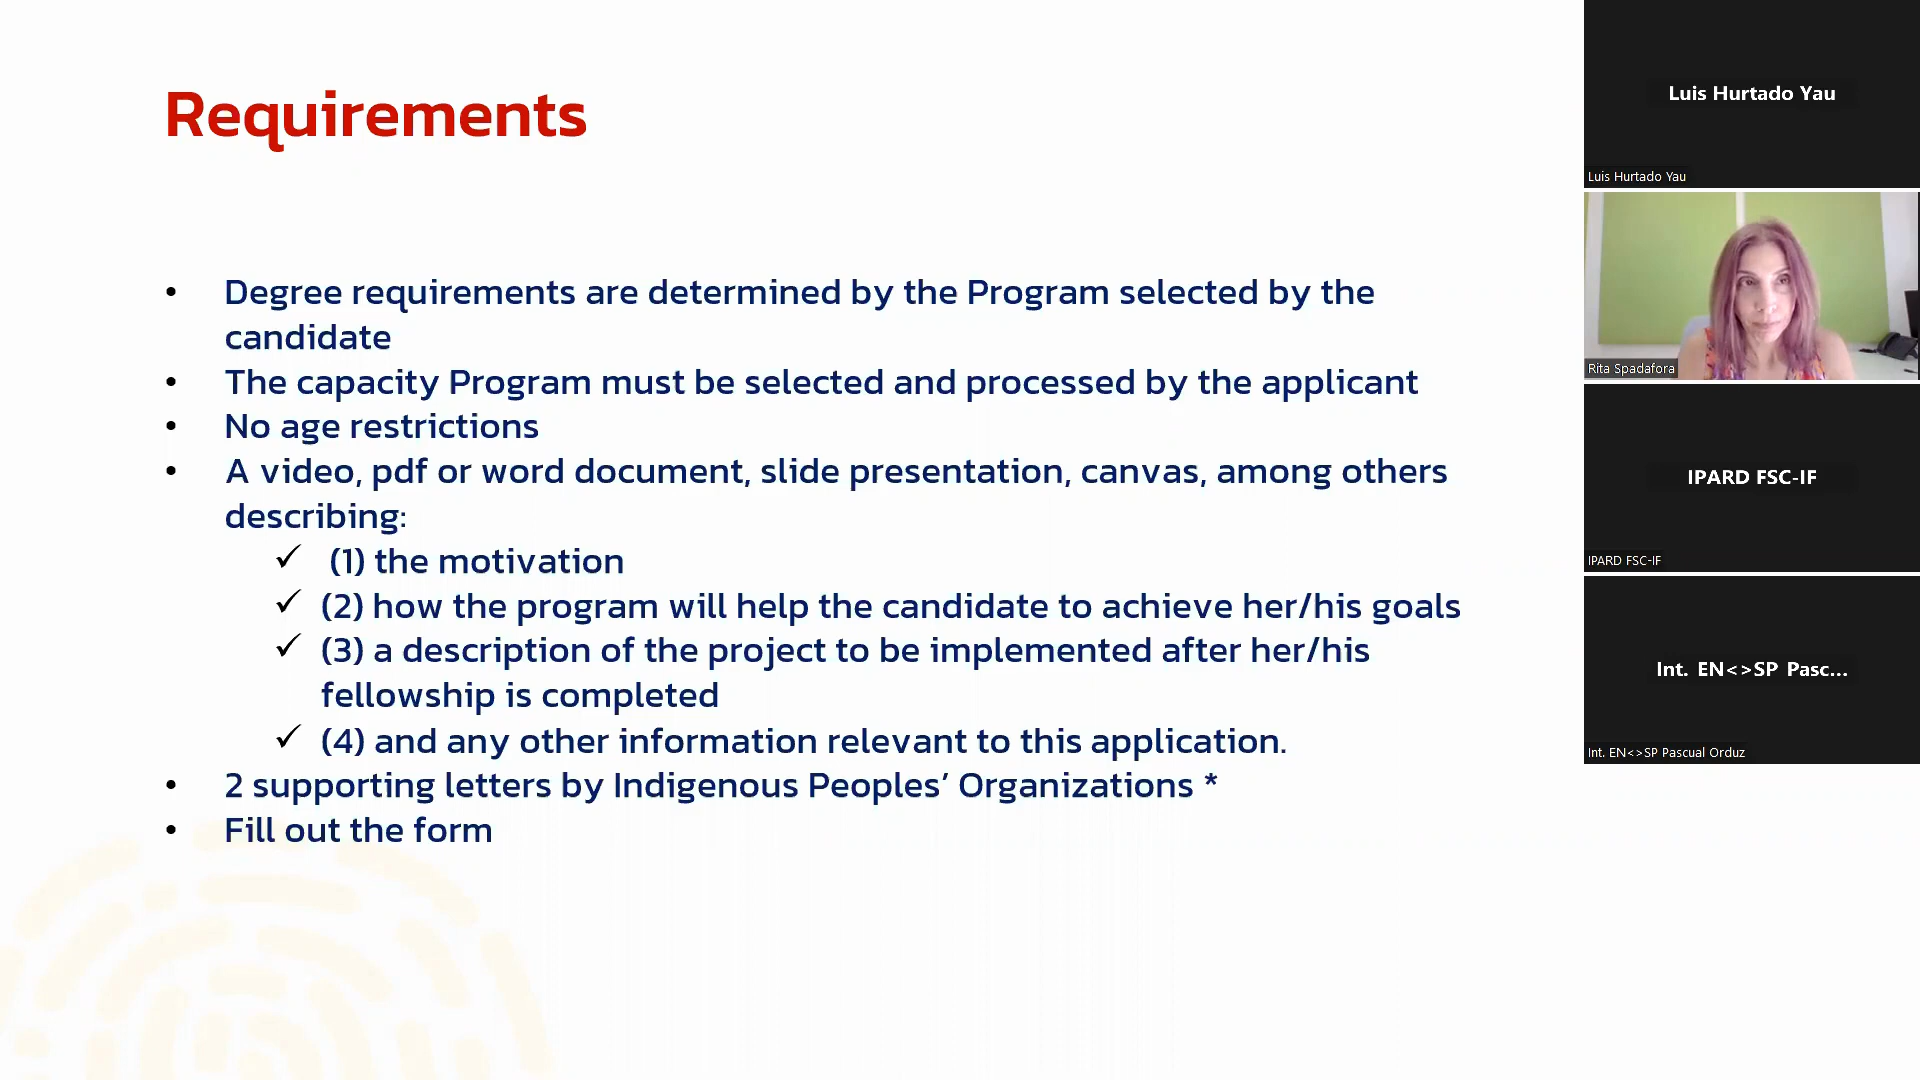 Requirements
• Degree requirements are determined by the Program selected by the
candidate
• The capacity Program must be selected and processed by the applicant
• No age restrictions
• A video, pdf or word document, slide presentation, canvas, among others
describing:
✓ (1) the motivation
✓ (2) how the program will help the candidate to achieve her/his goals
✓ (3) a description of the project to be implemented after her/his
fellowship is completed
✓ (4) and any other information relevant to this application.
• 2 supporting letters by Indigenous Peoples’ Organizations *
• Fill out the form
Luis Hurtado Yau
Luis Hurtado Yau
Rita Spadafora
IPARD FSC-IF
IPARD FSC-IF
Int. EN<>SP Pasc...
Int. EN<>SP Pascual Orduz